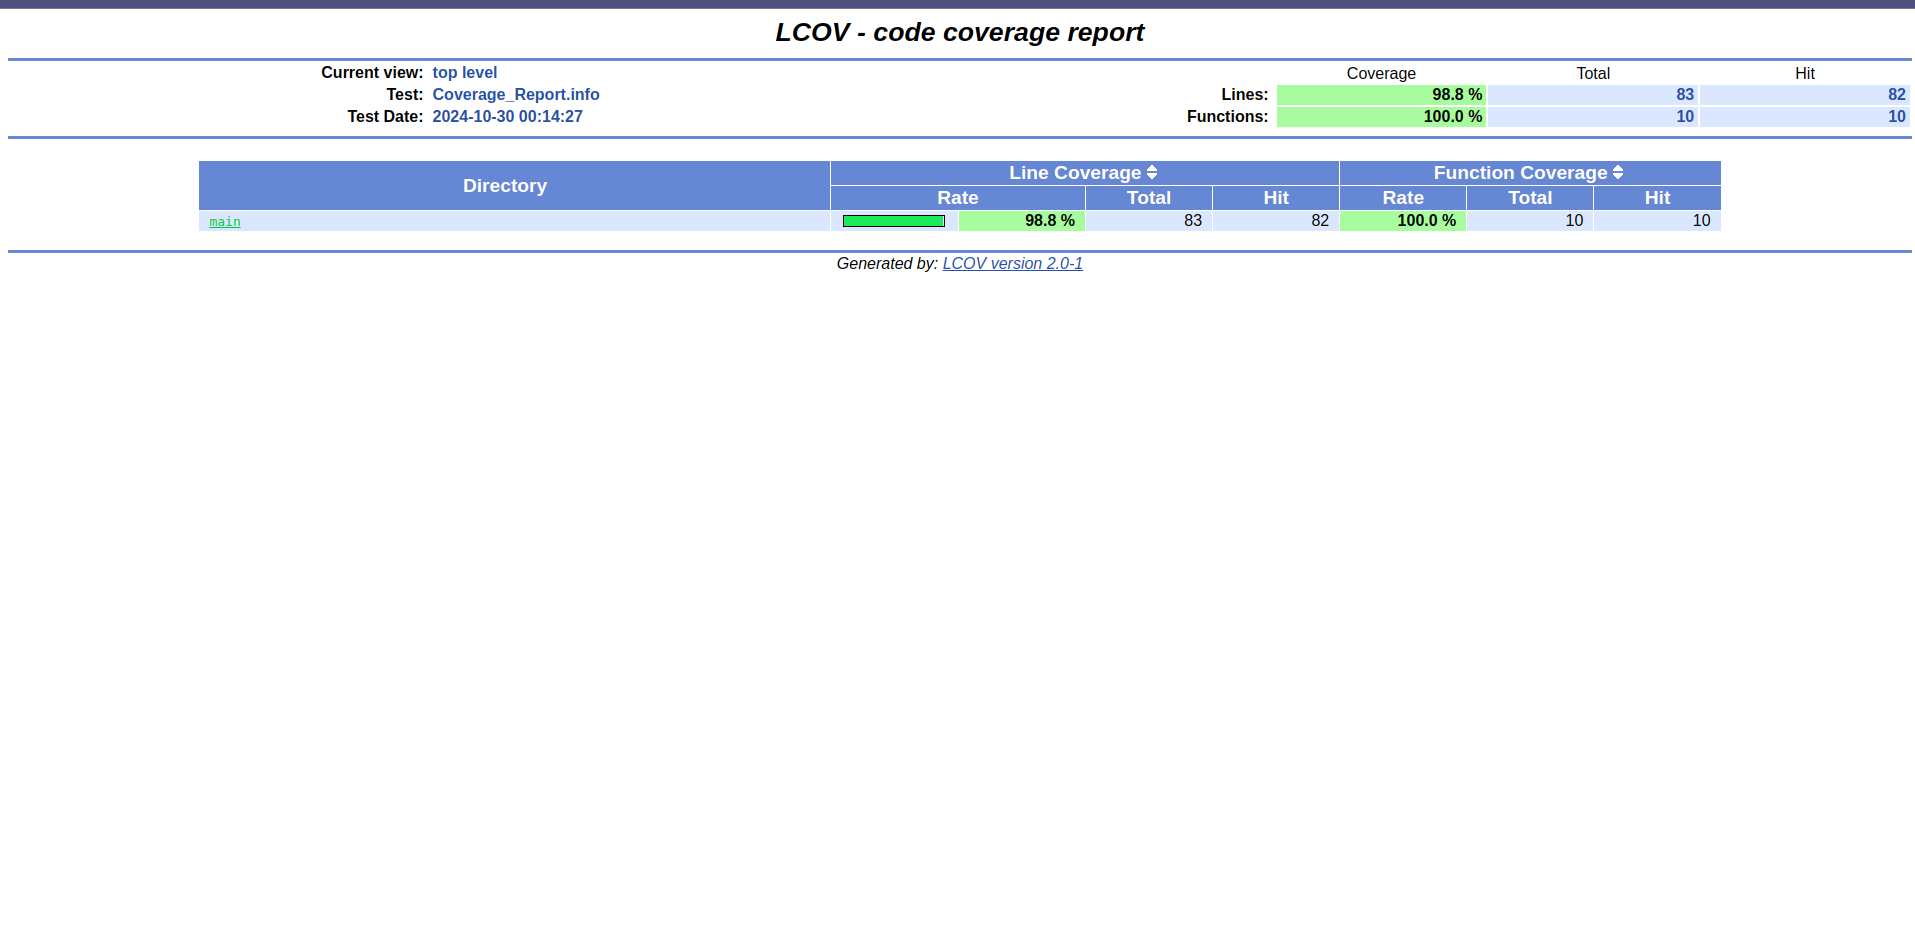 LCOV - code coverage report
Current view: top level
Coverage Total Hit
Test: Coverage_Report.info
Lines: 98.8 % 83 82
Test Date: 2024-10-30 00:14:27
Functions: 100.0 % 10 10
Directory
Line Coverage
Function Coverage
Rate Total Hit Rate Total Hit
main 98.8 % 83 82 100.0 % 10 10
Generated by: LCOV version 2.0-1